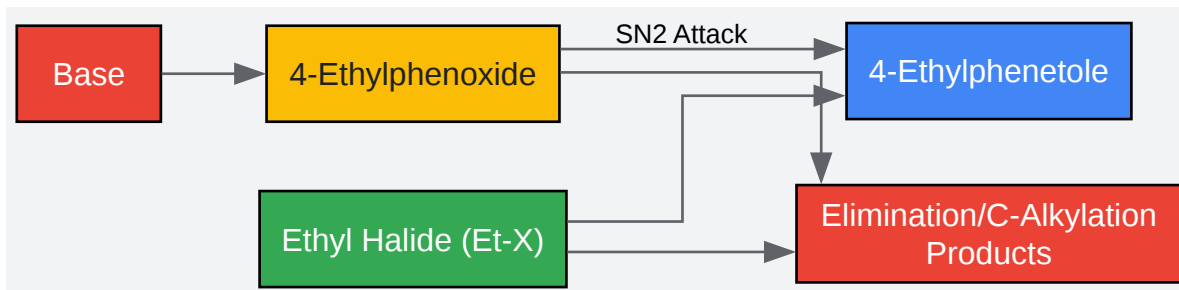 SN2 Attack
Base
4-Ethylphenoxide
4-Ethylphenetole
Ethyl Halide (Et-X)
Elimination/C-Alkylation
Products